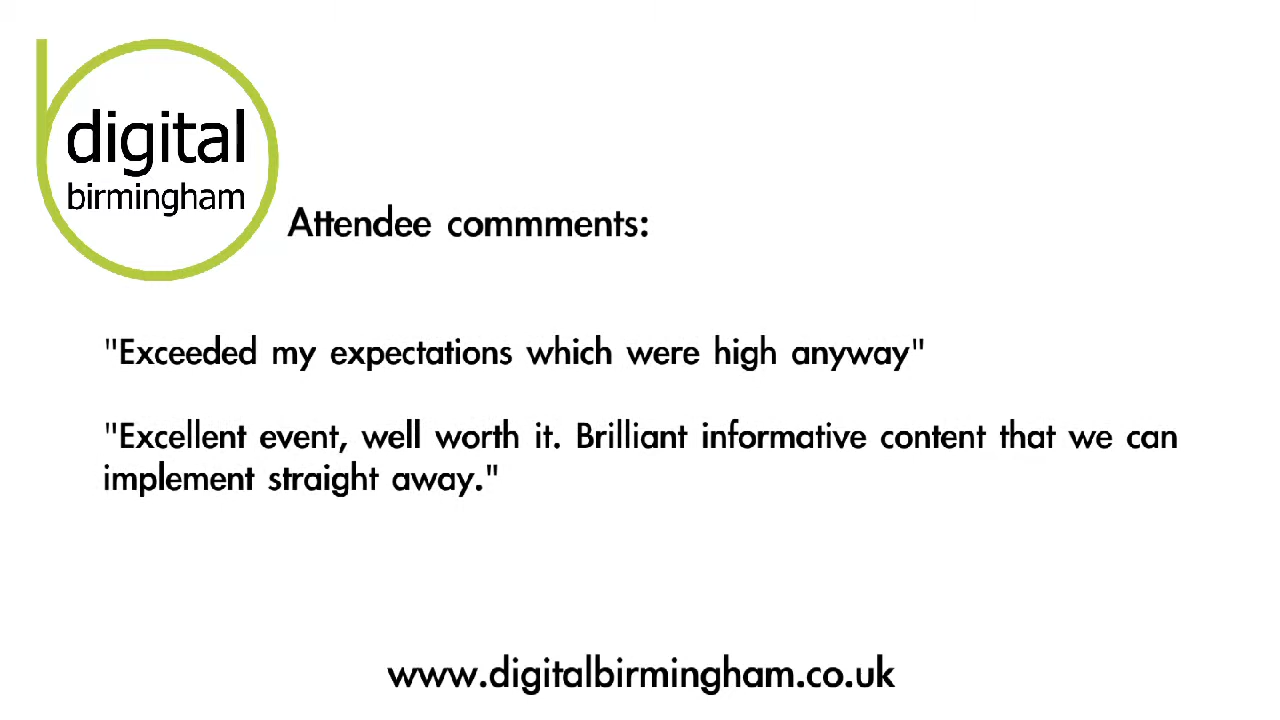 digital
birmingham
Attendee commments:
"Exceeded my expectations which were high anyway"
"Excellent event, well worth it. Brilliant informative content that we can
implement straight away."
www.digitalbirmingham.co.uk